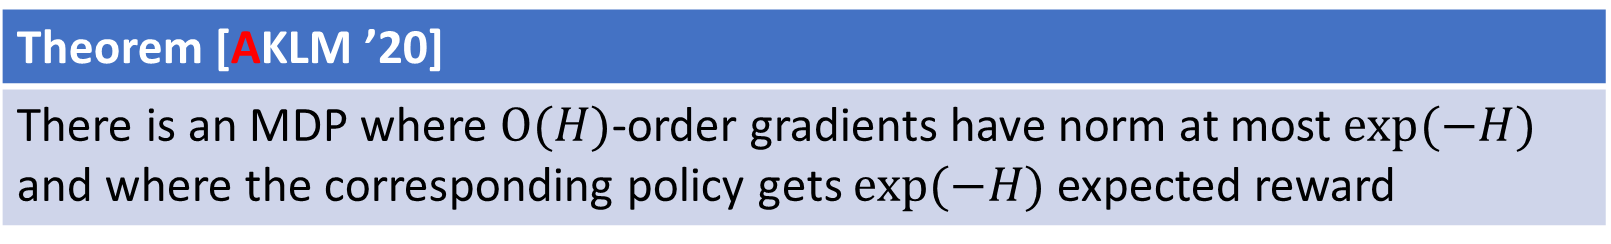 Theorem [AKLM ’20]
There is an MDP where O(H)-order gradients have norm at most exp(−H)
and where the corresponding policy gets exp(−H) expected reward